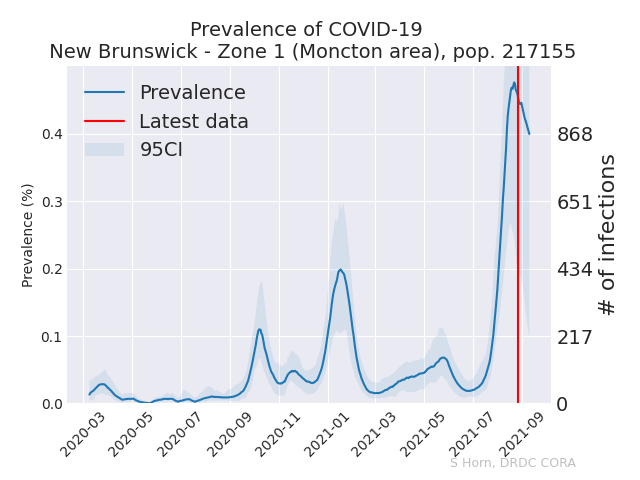 Prevalence of COVID-19
New Brunswick - Zone 1 (Moncton area), pop. 217155
Prevalence
Latest data
95CI
Prevalence (%)
0.4
0.3
0.2
0.1
0.0
868
651
434
217
0
# of infections
2020-03
2020-05
2020-07
2020-09
2020-11
2021-01
2021-03
2021-05
2021-07
2021-09
S Horn, DRDC CORA